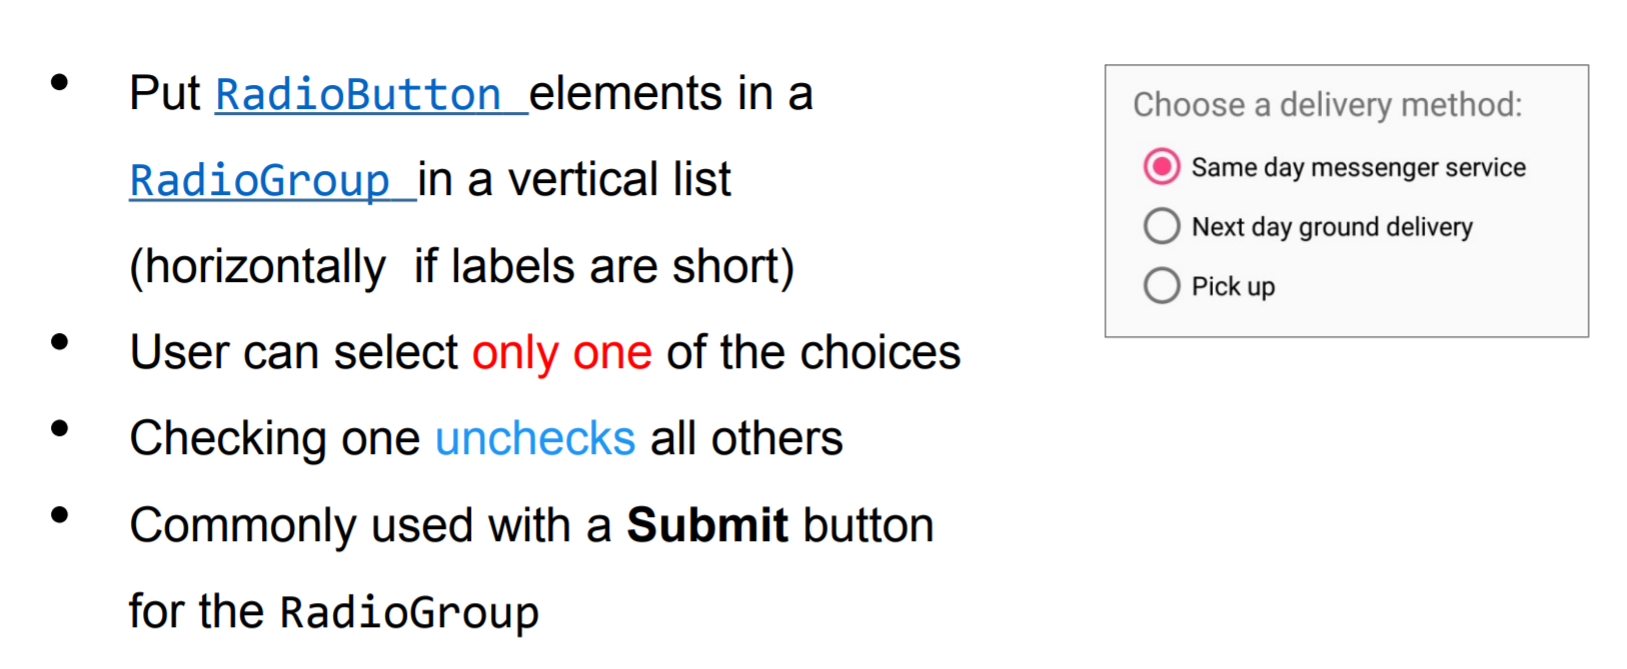 • Put RadioButton elements in a
RadioGroup in a vertical list
(horizontally if labels are short)
• User can select only one of the choices
• Checking one unchecks all others
• Commonly used with a Submit button
for the RadioGroup
Choose a delivery method:
Same day messenger service
Next day ground delivery
Pick up